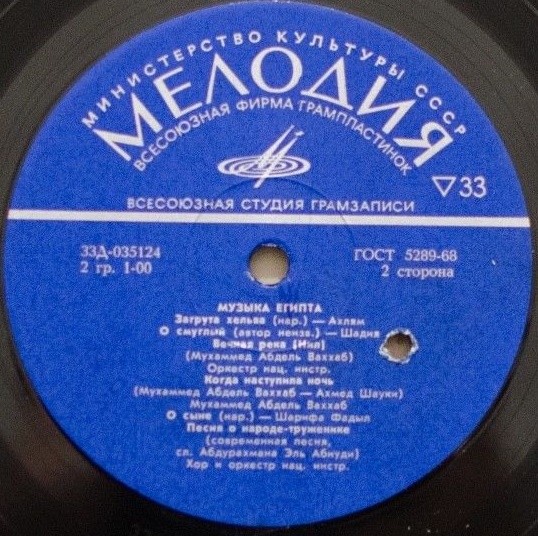 МИНИСТЕРСТВО КУЛЬТУРЫ СССР
МЕЛОДИЯ
ВСЕСОЮЗНАЯ ФИРМА ГРАМПЛАСТИНОК
▽33
ВСЕСОЮЗНАЯ СТУДИЯ ГРАМЗАПИСИ
33Д-035124
ГОСТ 5289-68
2 гр. 1-00
2 сторона
МУЗЫКА ЕГИПТА
Загрута хельва (нар.) — Ахлям
О смуглый (автор неизв.) — Шадия
Вечная река (Нил)
(Мухаммед Абдель Ваххаб)
Оркестр нац. инстр.
Когда наступила ночь
(Мухаммед Абдель Ваххаб — Ахмед Шауки)
Мухаммед Абдель Ваххаб
О сыне (нар.) — Шарифа Фадыл
Песня о народе-труженике
(современная песня,
сл. Абдурахмана Эль Абнуди)
Хор и оркестр нац. инстр.